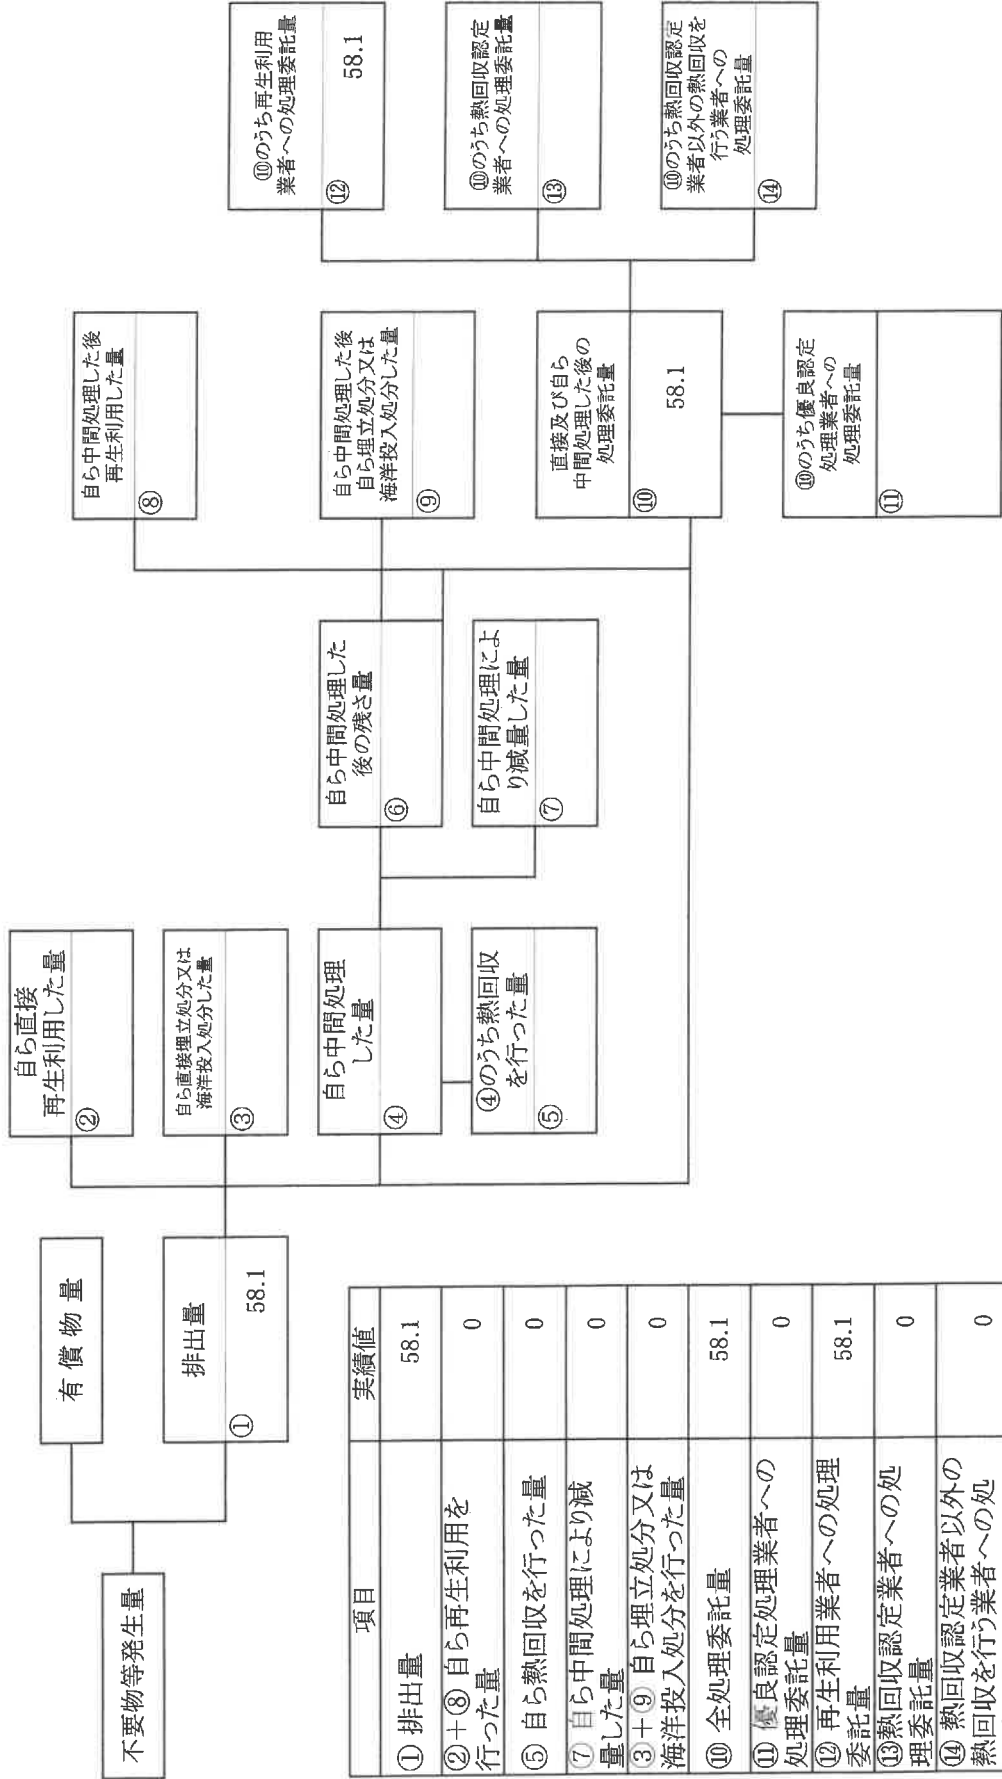 不要物等発生量
有償物量
排出量
①
58.1
自ら直接
再生利用した量
②
自ら直接埋立処分又は
海洋投入処分した量
③
自ら中間処理
した量
④
④のうち熱回収
を行った量
⑤
自ら中間処理した
後の残さ量
⑥
自ら中間処理によ
り減量した量
⑦
自ら中間処理した後
再生利用した量
⑧
自ら中間処理した後
自ら埋立処分又は
海洋投入処分した量
⑨
直接及び自ら
中間処理した後の
処理委託量
⑩
58.1
⑩のうち優良認定
処理業者への
処理委託量
⑪
⑩のうち再生利用
業者への処理委託量
⑫
58.1
⑩のうち熱回収認定
業者への処理委託量
⑬
⑩のうち熱回収認定
業者以外の熱回収を
行う業者への
処理委託量
⑭
項目 実績値
① 排出量 58.1
②＋⑧ 自ら再生利用を
行った量 0
⑤ 自ら熱回収を行った量 0
⑦ 自ら中間処理により減
量した量 0
③＋⑨ 自ら埋立処分又は
海洋投入処分を行った量 0
⑩ 全処理委託量 58.1
⑪ 優良認定処理業者への
処理委託量 0
⑫ 再生利用業者への処理
委託量 58.1
⑬熱回収認定業者への処
理委託量 0
⑭ 熱回収認定業者以外の
熱回収を行う業者への処 0